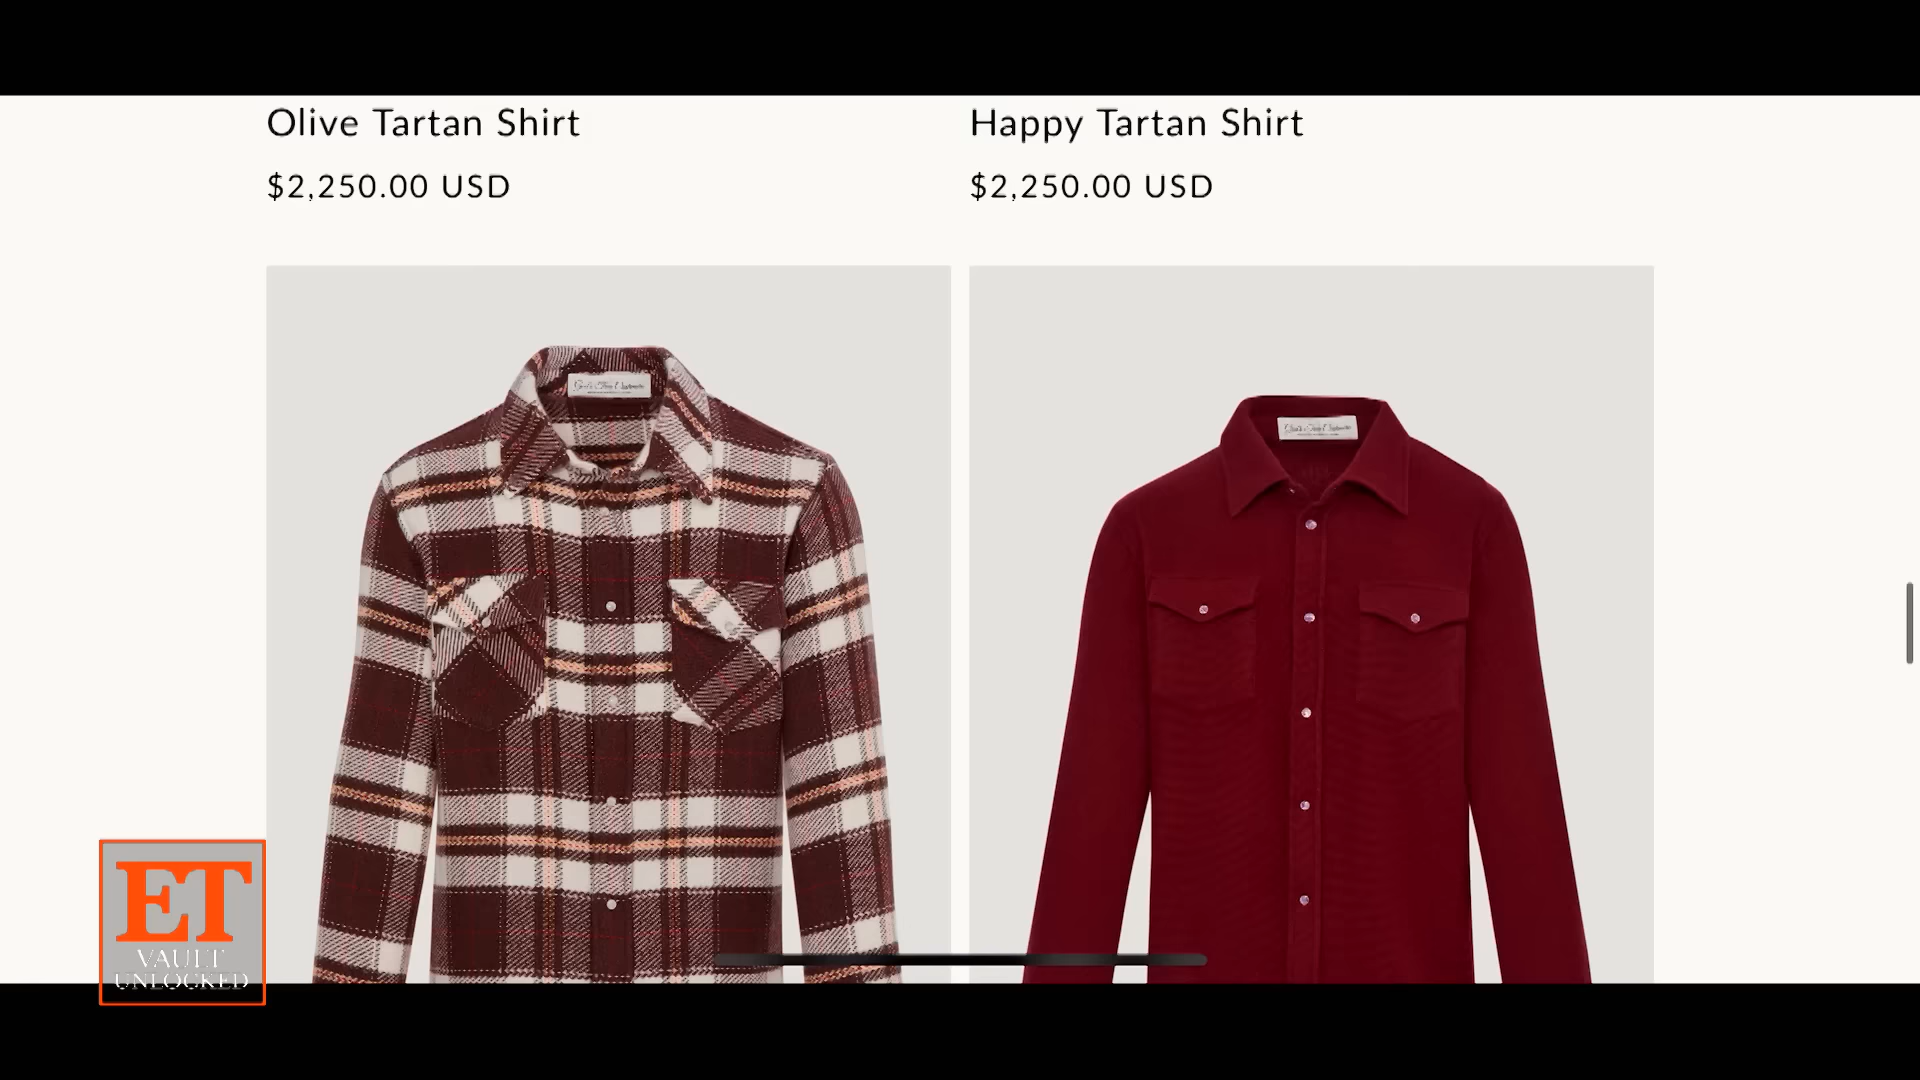 Olive Tartan Shirt
Happy Tartan Shirt
$2,250.00 USD
$2,250.00 USD
ET
VAULT
UNLOCKED